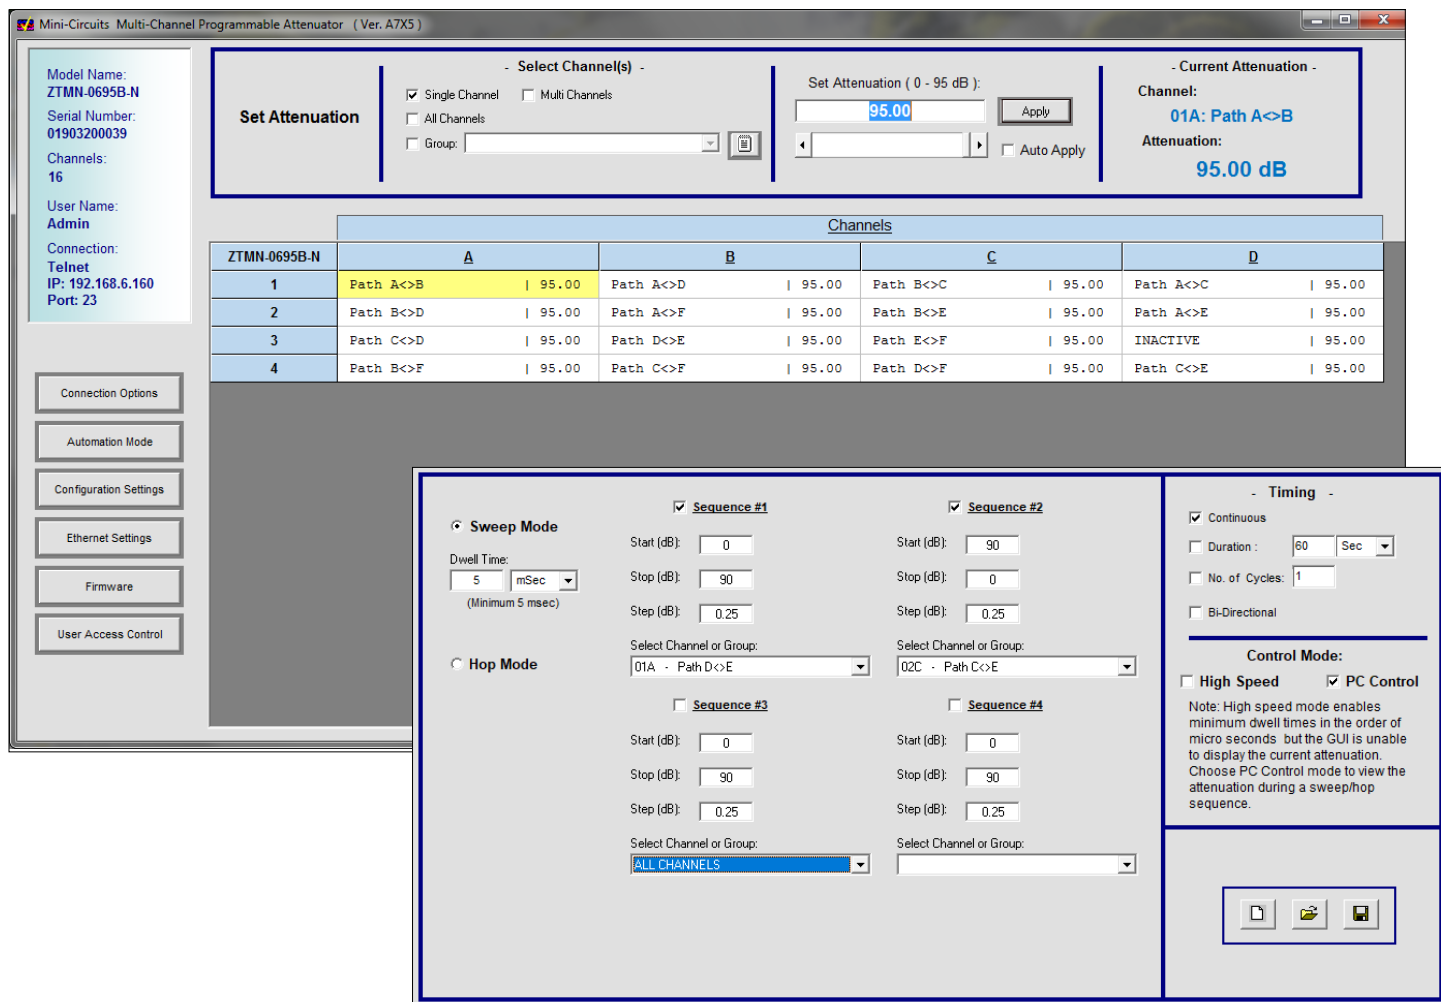 Mini-Circuits  Multi-Channel Programmable Attenuator  ( Ver. A7X5 )
Model Name:
ZTMN-0695B-N
Serial Number:
01903200039
Channels:
16
User Name:
Admin
Connection:
Telnet
IP: 192.168.6.160
Port: 23
Connection Options
Automation Mode
Configuration Settings
Ethernet Settings
Firmware
User Access Control
Set Attenuation
- Select Channel(s) -
Single Channel Multi Channels
All Channels
Group:
Set Attenuation ( 0 - 95 dB ):
95.00 Apply
Auto Apply
- Current Attenuation -
Channel:
01A: Path A<>B
Attenuation:
95.00 dB
Channels
ZTMN-0695B-N A B C D
1 Path A<>B | 95.00 Path A<>D | 95.00 Path B<>C | 95.00 Path A<>C | 95.00
2 Path B<>D | 95.00 Path A<>F | 95.00 Path B<>E | 95.00 Path A<>E | 95.00
3 Path C<>D | 95.00 Path D<>E | 95.00 Path E<>F | 95.00 INACTIVE | 95.00
4 Path B<>F | 95.00 Path C<>F | 95.00 Path D<>F | 95.00 Path C<>E | 95.00
Sweep Mode
Dwell Time:
5 mSec
(Minimum 5 msec)
Hop Mode
Sequence #1
Start (dB): 0
Stop (dB): 90
Step (dB): 0.25
Select Channel or Group:
01A - Path D<>E
Sequence #2
Start (dB): 90
Stop (dB): 0
Step (dB): 0.25
Select Channel or Group:
02C - Path C<>E
Sequence #3
Start (dB): 0
Stop (dB): 90
Step (dB): 0.25
Select Channel or Group:
ALL CHANNELS
Sequence #4
Start (dB): 0
Stop (dB): 90
Step (dB): 0.25
Select Channel or Group:
- Timing -
Continuous
Duration : 60 Sec
No. of Cycles: 1
Bi-Directional
Control Mode:
High Speed PC Control
Note: High speed mode enables
minimum dwell times in the order of
micro seconds but the GUI is unable
to display the current attenuation.
Choose PC Control mode to view the
attenuation during a sweep/hop
sequence.